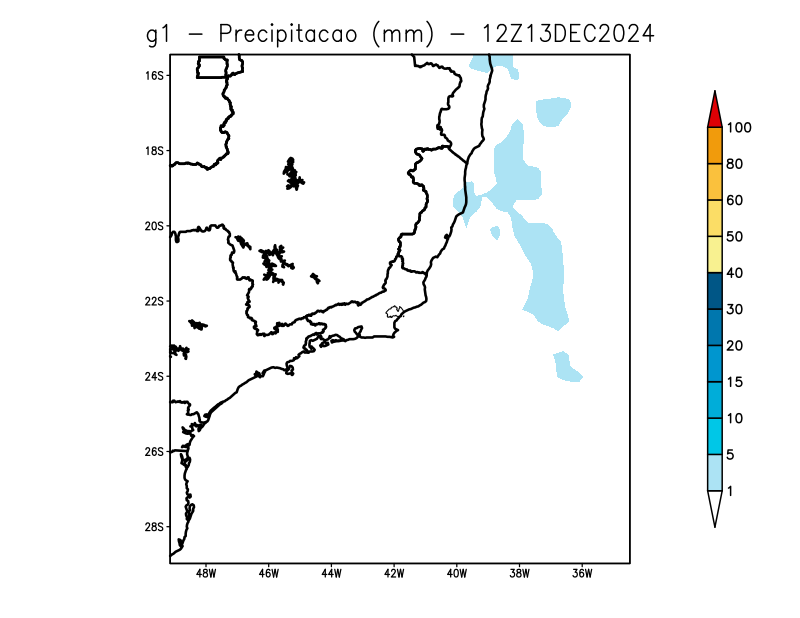 g1 – Precipitacao (mm) – 12Z13DEC2024
16S
18S
20S
22S
24S
26S
28S
48W 46W 44W 42W 40W 38W 36W
100
80
60
50
40
30
20
15
10
5
1